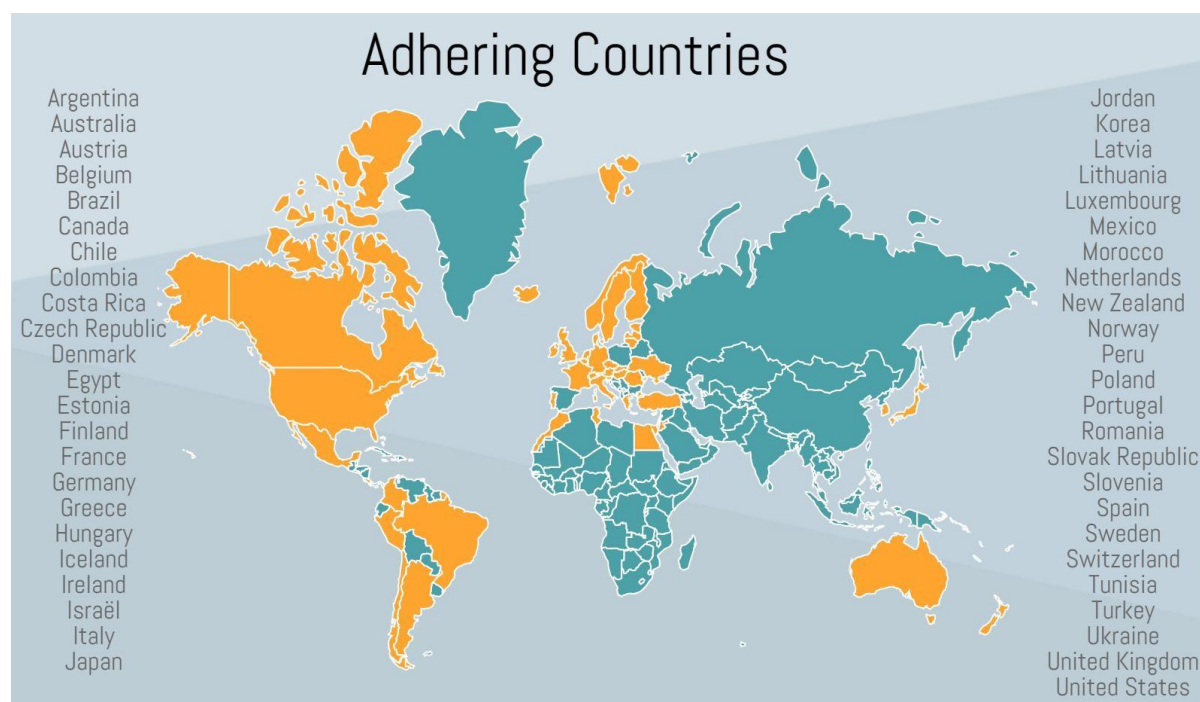 Adhering Countries
Argentina
Australia
Austria
Belgium
Brazil
Canada
Chile
Colombia
Costa Rica
Czech Republic
Denmark
Egypt
Estonia
Finland
France
Germany
Greece
Hungary
Iceland
Ireland
Israël
Italy
Japan
Jordan
Korea
Latvia
Lithuania
Luxembourg
Mexico
Morocco
Netherlands
New Zealand
Norway
Peru
Poland
Portugal
Romania
Slovak Republic
Slovenia
Spain
Sweden
Switzerland
Tunisia
Turkey
Ukraine
United Kingdom
United States